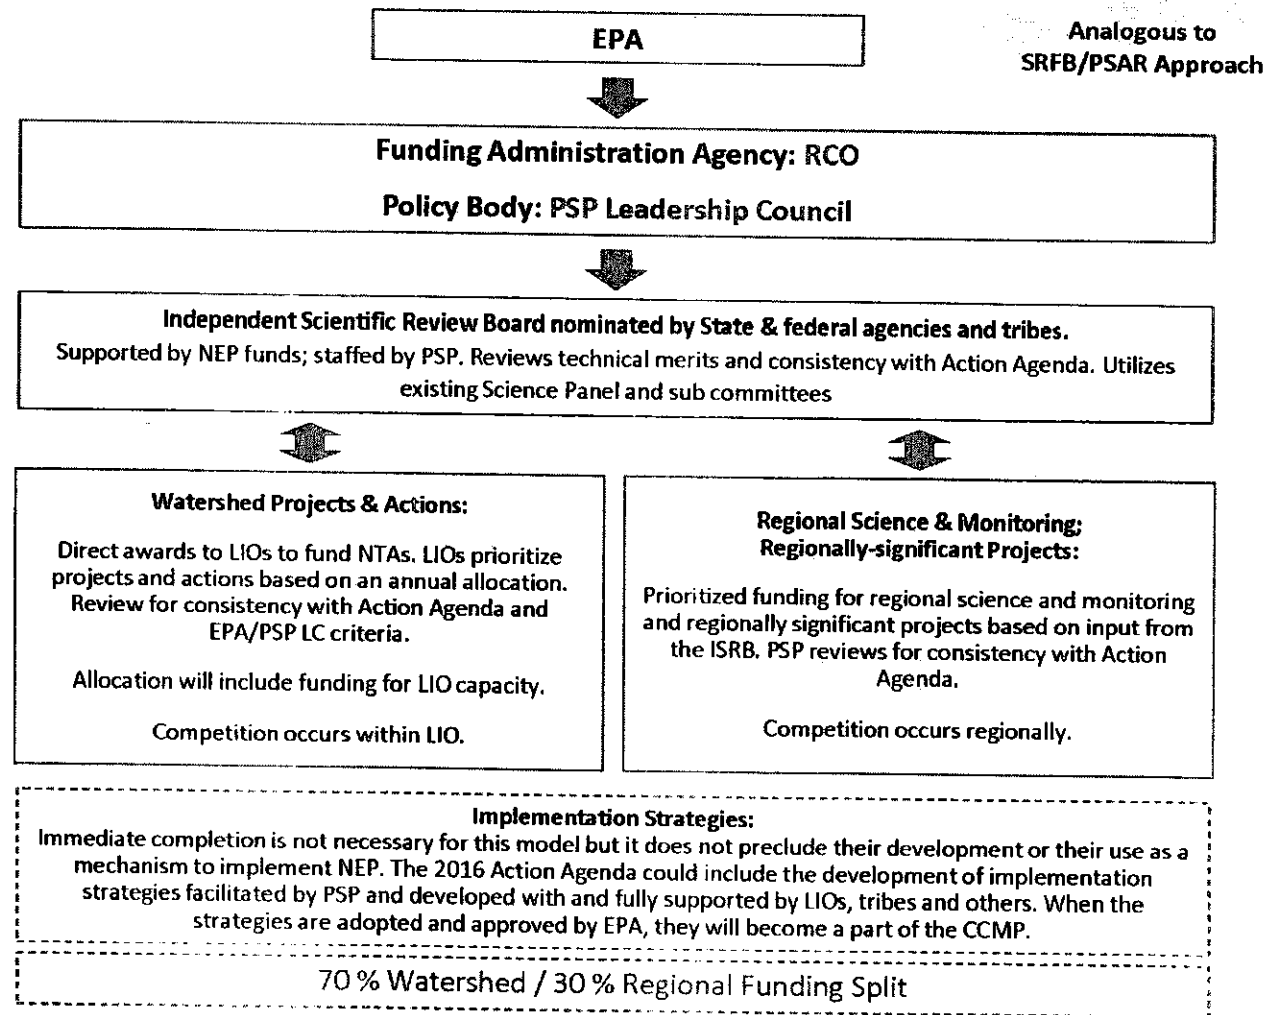 EPA
Analogous to
SRFB/PSAR Approach
Funding Administration Agency: RCO
Policy Body: PSP Leadership Council
Independent Scientific Review Board nominated by State & federal agencies and tribes.
Supported by NEP funds; staffed by PSP. Reviews technical merits and consistency with Action Agenda. Utilizes
existing Science Panel and sub committees
Watershed Projects & Actions:
Direct awards to LIOs to fund NTAs. LIOs prioritize
projects and actions based on an annual allocation.
Review for consistency with Action Agenda and
EPA/PSP LC criteria.
Allocation will include funding for LIO capacity.
Competition occurs within LIO.
Regional Science & Monitoring;
Regionally-significant Projects:
Prioritized funding for regional science and monitoring
and regionally significant projects based on input from
the ISRB. PSP reviews for consistency with Action
Agenda.
Competition occurs regionally.
Implementation Strategies:
Immediate completion is not necessary for this model but it does not preclude their development or their use as a
mechanism to implement NEP. The 2016 Action Agenda could include the development of implementation
strategies facilitated by PSP and developed with and fully supported by LIOs, tribes and others. When the
strategies are adopted and approved by EPA, they will become a part of the CCMP.
70 % Watershed / 30 % Regional Funding Split